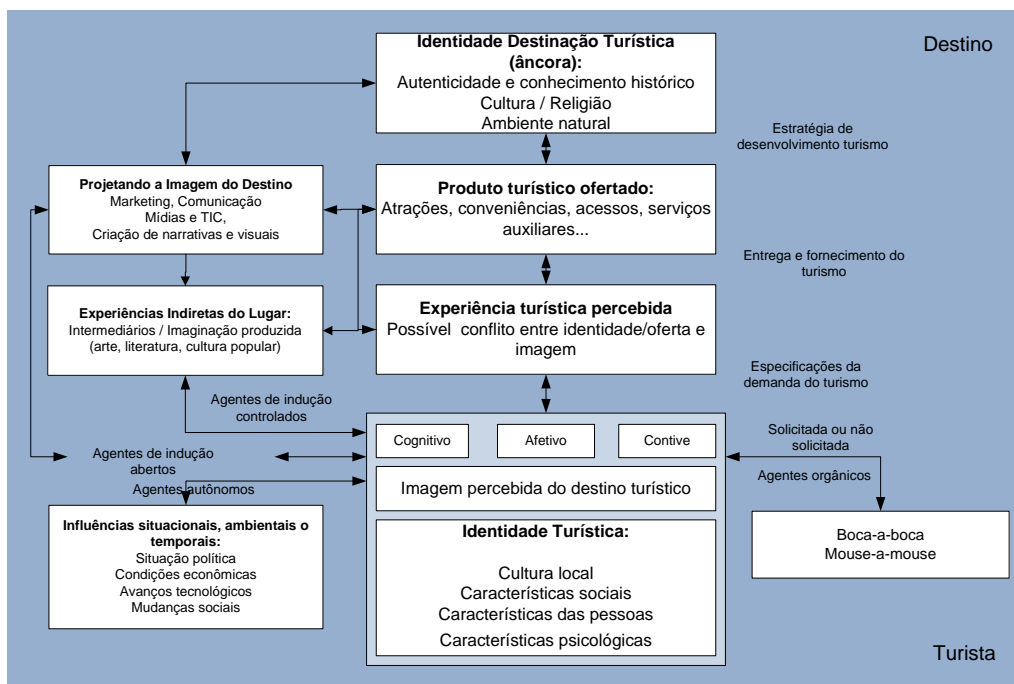 Destino
Identidade Destinação Turística
(âncora):
Autenticidade e conhecimento histórico
Cultura / Religião
Ambiente natural
Estratégia de
desenvolvimento turismo
Projetando a Imagem do Destino
Marketing, Comunicação
Mídias e TIC,
Criação de narrativas e visuais
Produto turístico ofertado:
Atrações, conveniências, acessos, serviços
auxiliares...
Entrega e fornecimento do
turismo
Experiências Indiretas do Lugar:
Intermediários / Imaginação produzida
(arte, literatura, cultura popular)
Experiência turística percebida
Possível conflito entre identidade/oferta e
imagem
Especificações da
demanda do turismo
Agentes de indução
controlados
Cognitivo
Afetivo
Contive
Solicitada ou não
solicitada
Agentes de indução
abertos
Agentes orgânicos
Agentes autônomos
Imagem percebida do destino turístico
Influências situacionais, ambientais o
temporais:
Situação política
Condições econômicas
Avanços tecnológicos
Mudanças sociais
Identidade Turística:
Cultura local
Características sociais
Características das pessoas
Características psicológicas
Boca-a-boca
Mouse-a-mouse
Turista